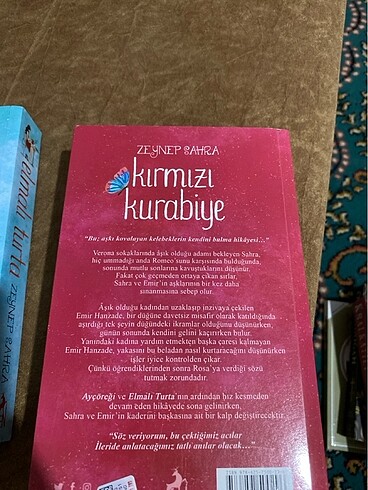 ZEYNEP SAHRA
kırmızı
kurabiye
"Bu; aşkı kovalayan kelebeklerin kendini bulma hikâyesi..."
Verona sokaklarında âşık olduğu adamı bekleyen Sahra,
hiç ummadığı anda Romeo'sunu karşısında bulduğunda,
sonunda mutlu sonlarına kavuştuklarını düşünür.
Fakat çok geçmeden ortaya çıkan sırlar,
Sahra ve Emir'in aşklarının bir kez daha
sınanmasına sebep olur.
Âşık olduğu kadından uzaklaşıp inzivaya çekilen
Emir Hanzade, bir düğüne davetsiz misafir olarak katıldığında
aşırdığı tek şeyin düğündeki ikramlar olduğunu düşünürken,
günün sonunda kendini gelini kaçırırken bulur.
Yanındaki kadına yardım etmekten başka çaresi kalmayan
Emir Hanzade, yakasını bu beladan nasıl kurtaracağını düşünürken
işler iyice kontrolden çıkar.
Çünkü öğrendiklerinden sonra Rosa'ya verdiği sözü
tutmak zorundadır.
Ayçöreği ve Elmalı Turta'nın ardından hız kesmeden
devam eden hikâyede sona gelinirken,
Sahra ve Emir'in kaderini başkasına ait bir kalp değiştirecektir.
"Söz veriyorum, bu çektiğimiz acılar
İleride anlatacağımız tatlı anılar olacak..."
elmalı turta
ZEYNEP SAHRA